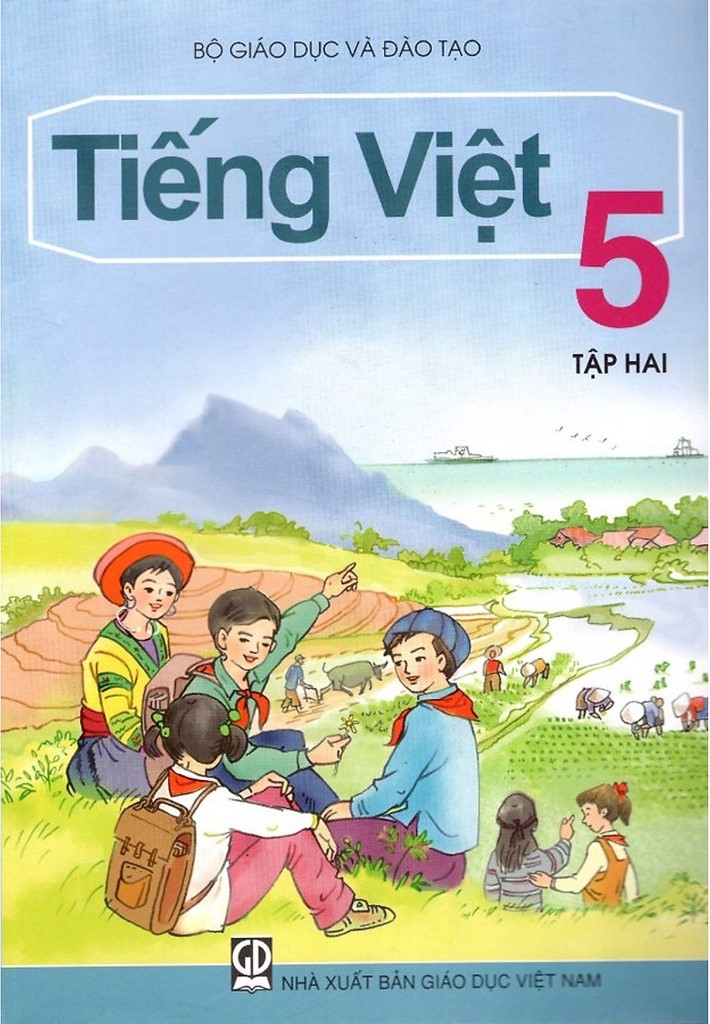 BỘ GIÁO DỤC VÀ ĐÀO TẠO
Tiếng Việt
5
TẬP HAI
GD
NHÀ XUẤT BẢN GIÁO DỤC VIỆT NAM